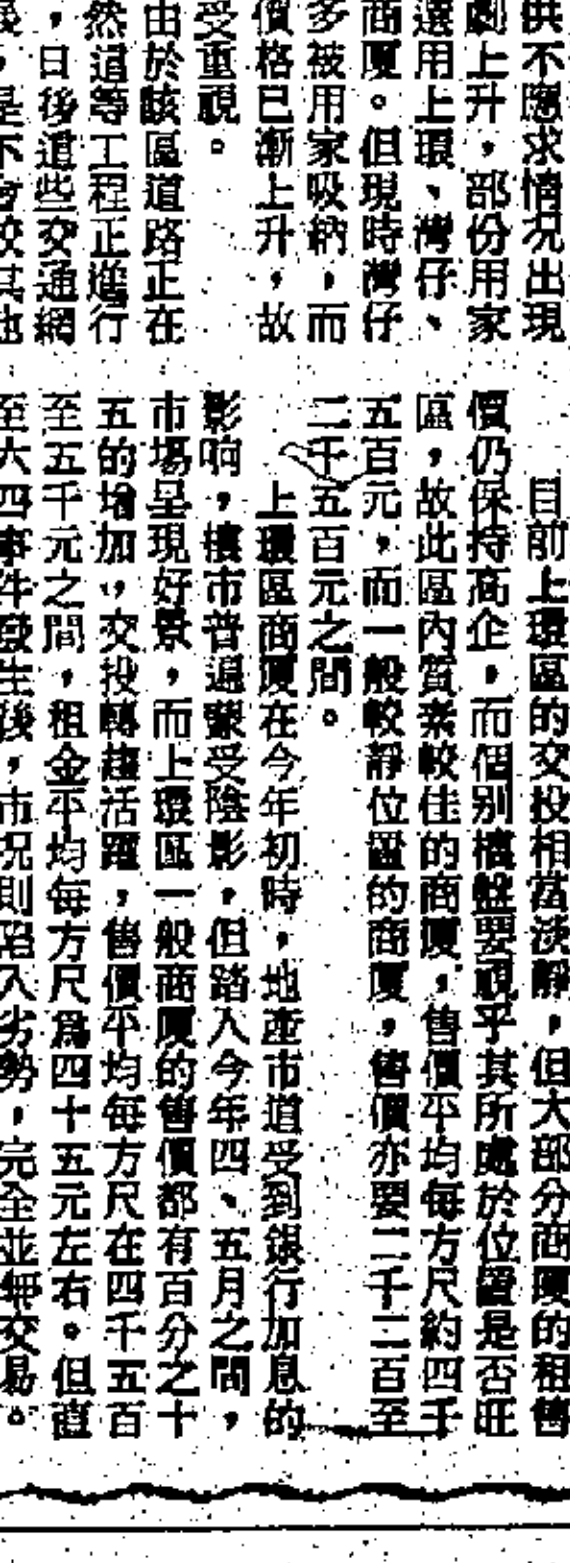 供不應求情况出現
劇上升，部份用家
選用上環、灣仔、
商厦。但現時灣仔
多被用家吸納，而
價格已漸上升，故
受重視。
由於該區道路正在
然這等工程正進行
，日後這些交通網
是不會較其他
目前上環區的交投相當淡靜，但大部分商厦的租售
價仍保持高企，而個別樓盤要視乎其所處於位置是否旺
區，故此區內質素較佳的商厦，售價平均每方尺約四千
五百元，而一般較靜位置的商厦，售價亦要二千二百至
二千五百元之間。
上環區商厦在今年初時，地產市道受到銀行加息的
影响，樓市普遍蒙受陰影，但踏入今年四、五月之間，
市場呈現好景，而上環區一般商厦的售價都有百分之十
五的增加，交投轉趨活躍，售價平均每方尺在四千五百
至五千元之間，租金平均每方尺爲四十五元左右。但直
至六四事件發生後，市况則陷入劣勢，完全並無交易。